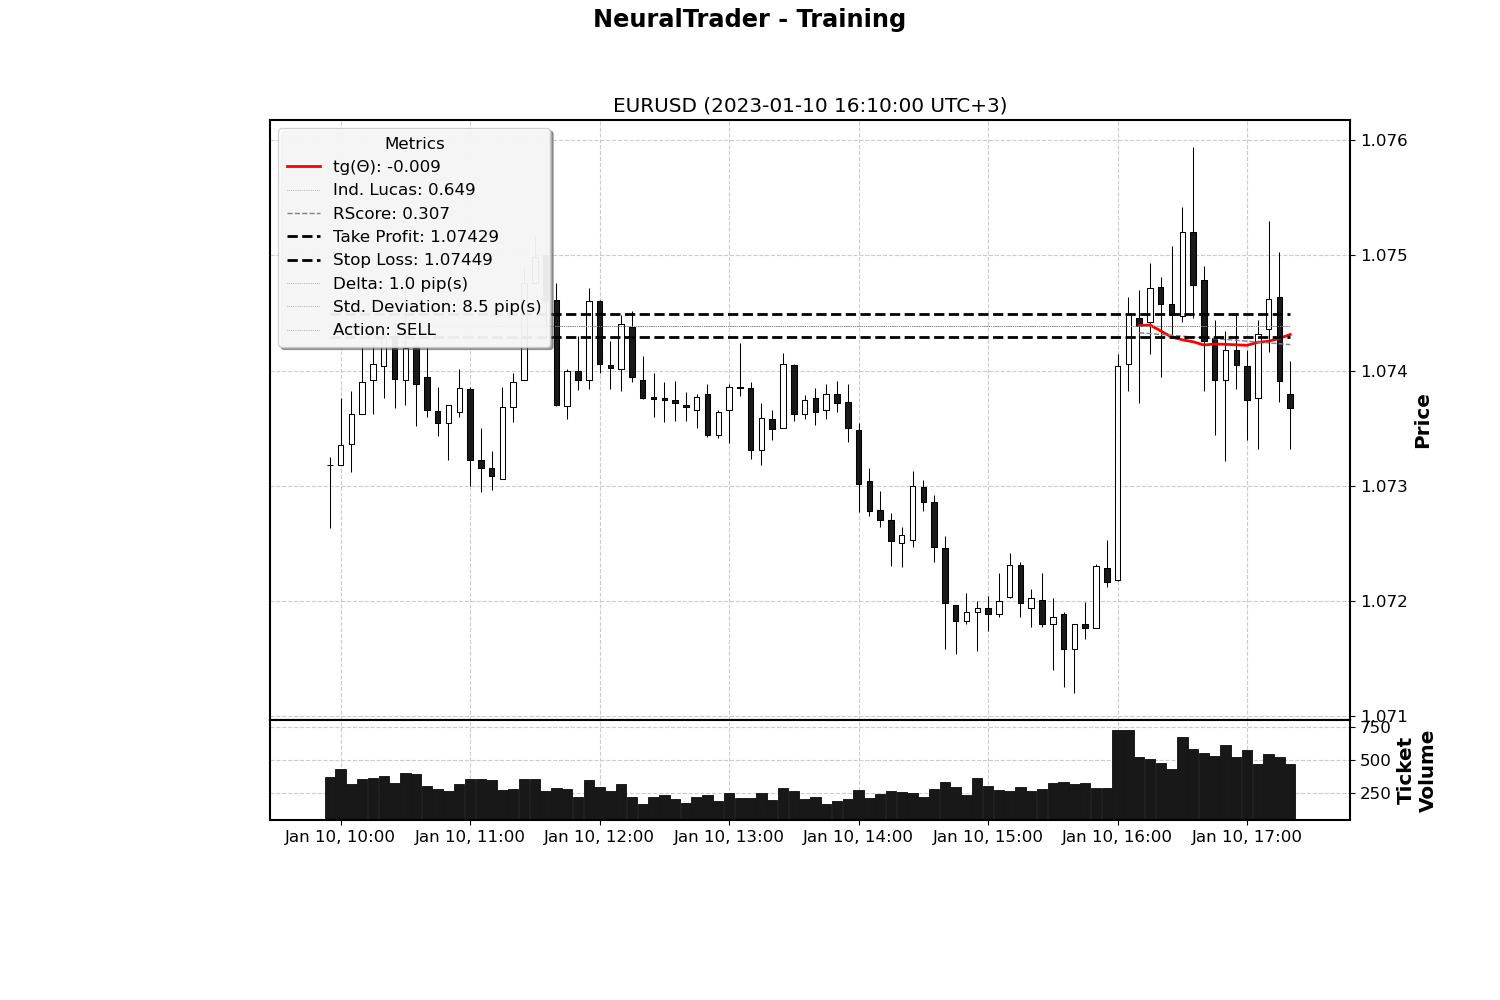 NeuralTrader - Training
EURUSD (2023-01-10 16:10:00 UTC+3)
Metrics
tg(Θ): -0.009
Ind. Lucas: 0.649
RScore: 0.307
Take Profit: 1.07429
Stop Loss: 1.07449
Delta: 1.0 pip(s)
Std. Deviation: 8.5 pip(s)
Action: SELL
1.076
1.075
1.074
1.073
1.072
1.071
Price
750
500
250
Ticket
Volume
Jan 10, 10:00 Jan 10, 11:00 Jan 10, 12:00 Jan 10, 13:00 Jan 10, 14:00 Jan 10, 15:00 Jan 10, 16:00 Jan 10, 17:00